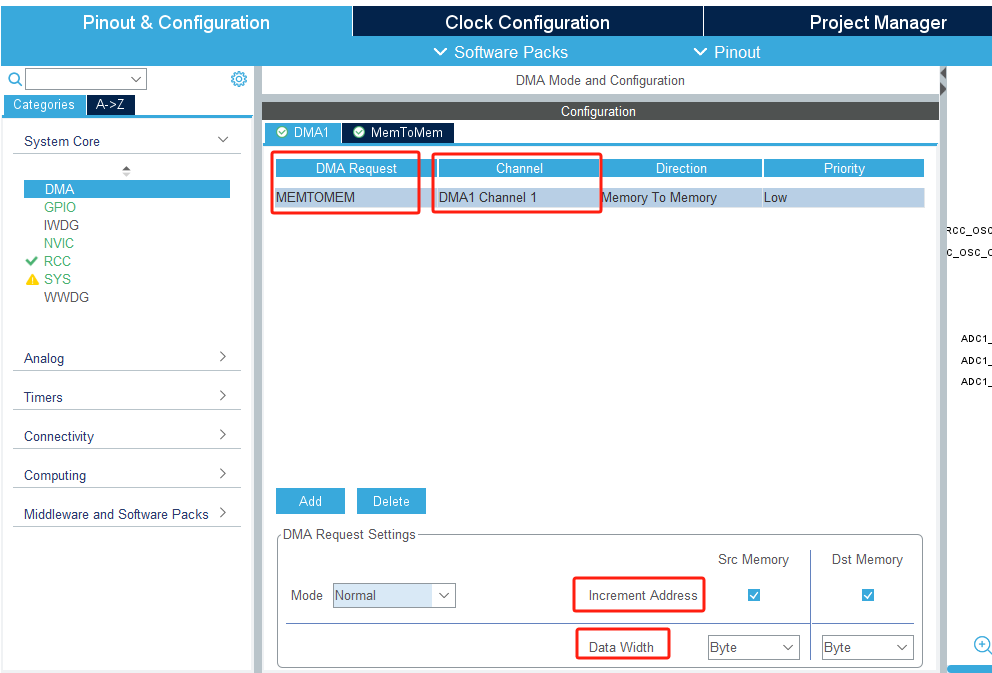 Pinout & Configuration
Clock Configuration
Project Manager
Software Packs
Pinout
Categories
A->Z
System Core
DMA
GPIO
IWDG
NVIC
RCC
SYS
WWDG
Analog
Timers
Connectivity
Computing
Middleware and Software Packs
DMA Mode and Configuration
Configuration
DMA1
MemToMem
DMA Request
Channel
Direction
Priority
MEMTOMEM
DMA1 Channel 1
Memory To Memory
Low
Add
Delete
DMA Request Settings
Src Memory
Dst Memory
Mode
Normal
Increment Address
Data Width
Byte
Byte
RCC_OSC
C_OSC_O
ADC1_
ADC1_
ADC1_